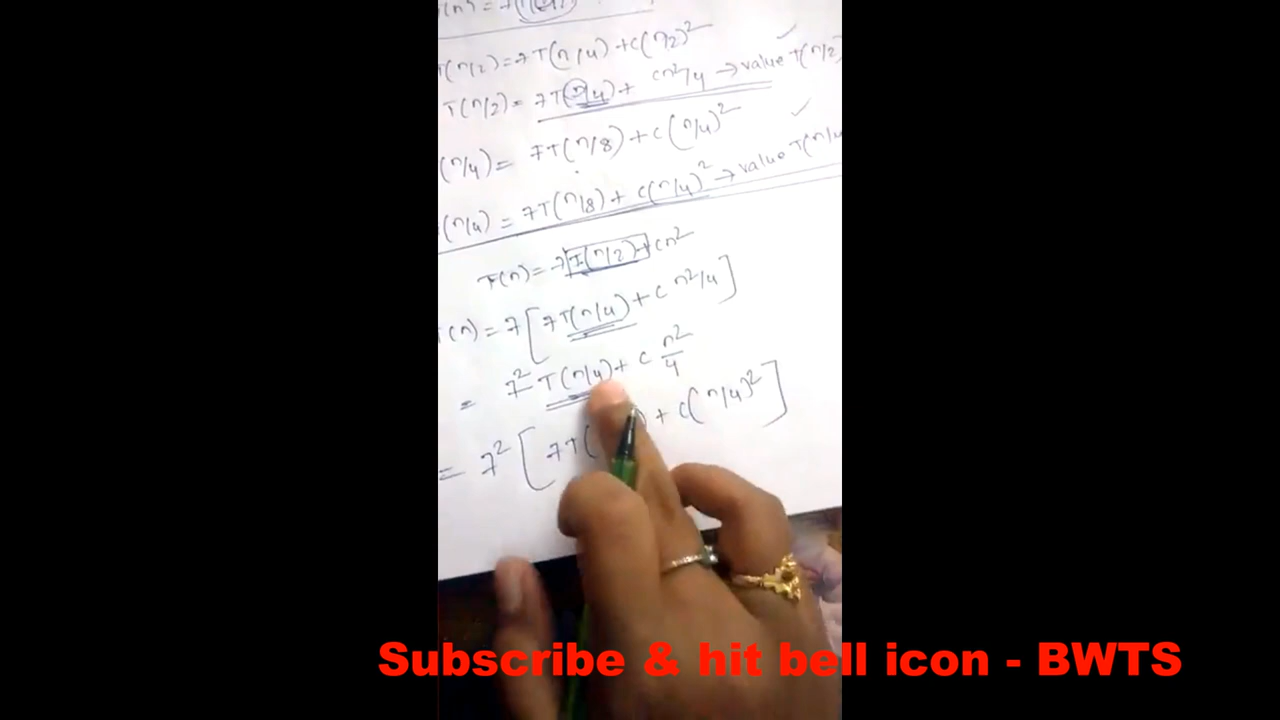 T(n/2) = 7T(n/4) + c(n/2)²
T(n/2) = 7T(n/4) + cn²/4 → value T(n/2)
(n/4) = 7T(n/8) + c(n/4)²
(n/4) = 7T(n/8) + c(n/4)² → value T(n/4
T(n) = 7T(n/2) + cn²
T(n) = 7[7T(n/4) + c n²/4]
= 7² T(n/4) + c n²/4
= 7² [7T( ) + c(n/4)²]
Subscribe & hit bell icon - BWTS